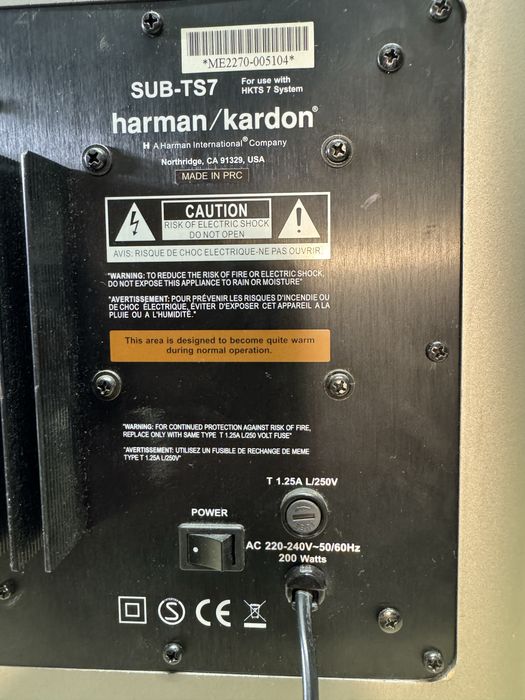 *ME2270-005104*
SUB-TS7 For use with
HKTS 7 System
harman/kardon®
H A Harman International® Company
Northridge, CA 91329, USA
MADE IN PRC
CAUTION
RISK OF ELECTRIC SHOCK
DO NOT OPEN
AVIS: RISQUE DE CHOC ELECTRIQUE-NE PAS OUVRIR
"WARNING: TO REDUCE THE RISK OF FIRE OR ELECTRIC SHOCK,
DO NOT EXPOSE THIS APPLIANCE TO RAIN OR MOISTURE"
"AVERTISSEMENT: POUR PRÉVENIR LES RISQUES D'INCENDIE OU
DE CHOC ÉLECTRIQUE, ÉVITER D'EXPOSER CET APPAREIL A LA
PLUIE OU A L'HUMIDITÉ."
This area is designed to become quite warm
during normal operation.
"WARNING: FOR CONTINUED PROTECTION AGAINST RISK OF FIRE,
REPLACE ONLY WITH SAME TYPE T 1.25A L/250 VOLT FUSE"
"AVERTISSEMENT: UTILISEZ UN FUSIBLE DE RECHANGE DE MEME
TYPE T 1.25A L/250V"
T 1.25A L/250V
POWER
AC 220-240V~50/60Hz
200 Watts
S CE